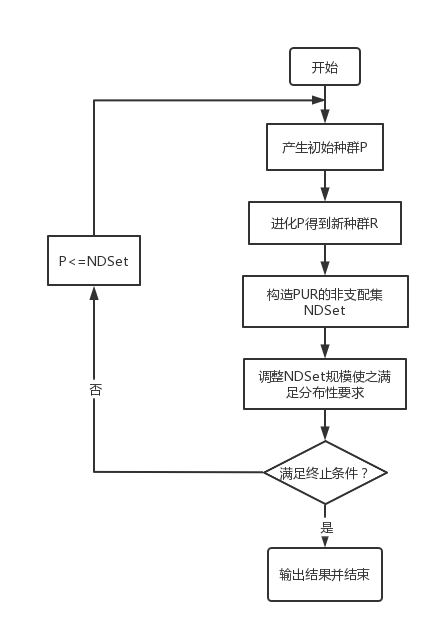 开始
产生初始种群P
进化P得到新种群R
P<=NDSet
构造PUR的非支配集
NDSet
调整NDSet规模使之满
足分布性要求
否
满足终止条件？
是
输出结果并结束